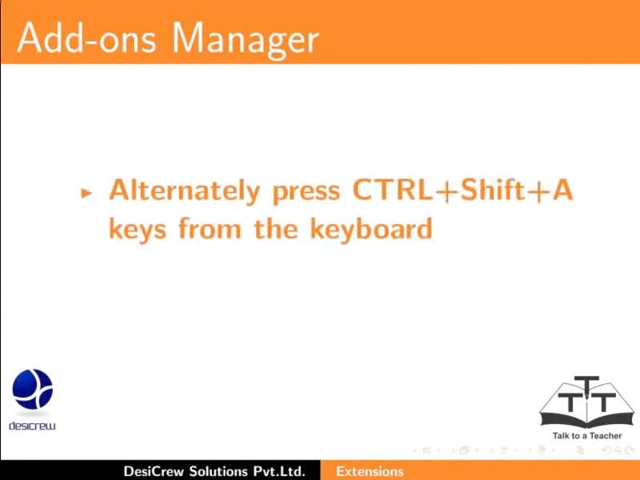 Add-ons Manager
Alternately press CTRL+Shift+A
keys from the keyboard
desicrew
T T T
Talk to a Teacher
DesiCrew Solutions Pvt.Ltd. Extensions